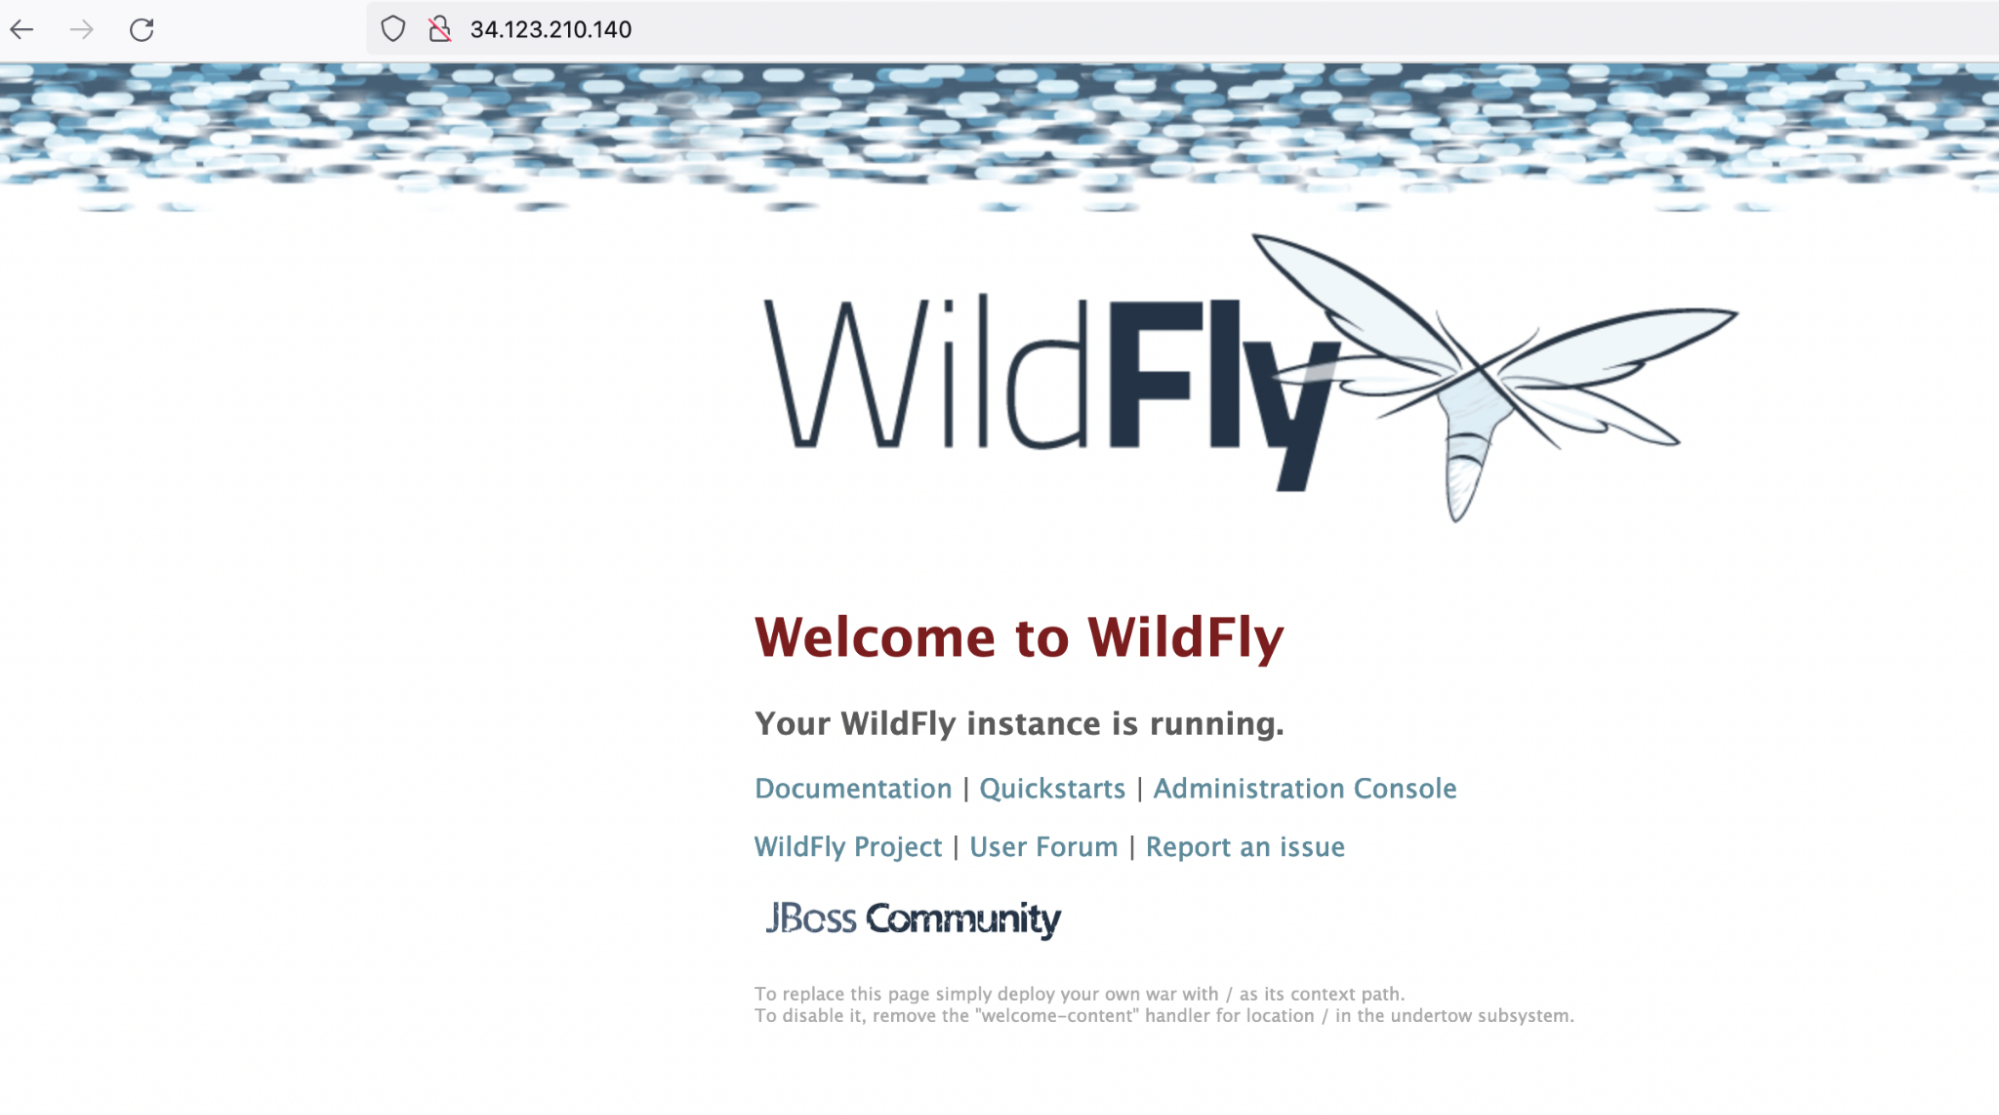 34.123.210.140
WildFly
Welcome to WildFly
Your WildFly instance is running.
Documentation | Quickstarts | Administration Console
WildFly Project | User Forum | Report an issue
JBoss Community
To replace this page simply deploy your own war with / as its context path.
To disable it, remove the "welcome-content" handler for location / in the undertow subsystem.